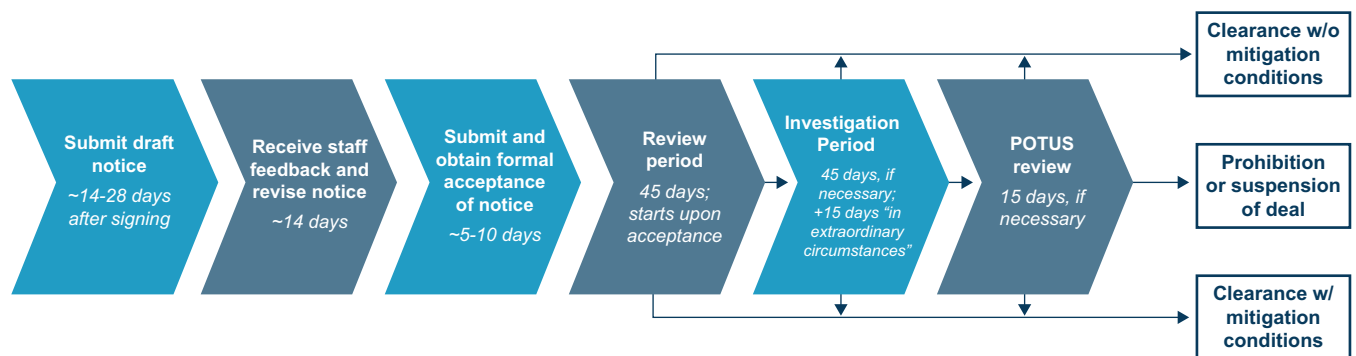 Submit draft
notice
~14-28 days
after signing
Receive staff
feedback and
revise notice
~14 days
Submit and
obtain formal
acceptance
of notice
~5-10 days
Review
period
45 days;
starts upon
acceptance
Investigation
Period
45 days, if
necessary;
+15 days “in
extraordinary
circumstances”
POTUS
review
15 days, if
necessary
Clearance w/o
mitigation
conditions
Prohibition
or suspension
of deal
Clearance w/
mitigation
conditions